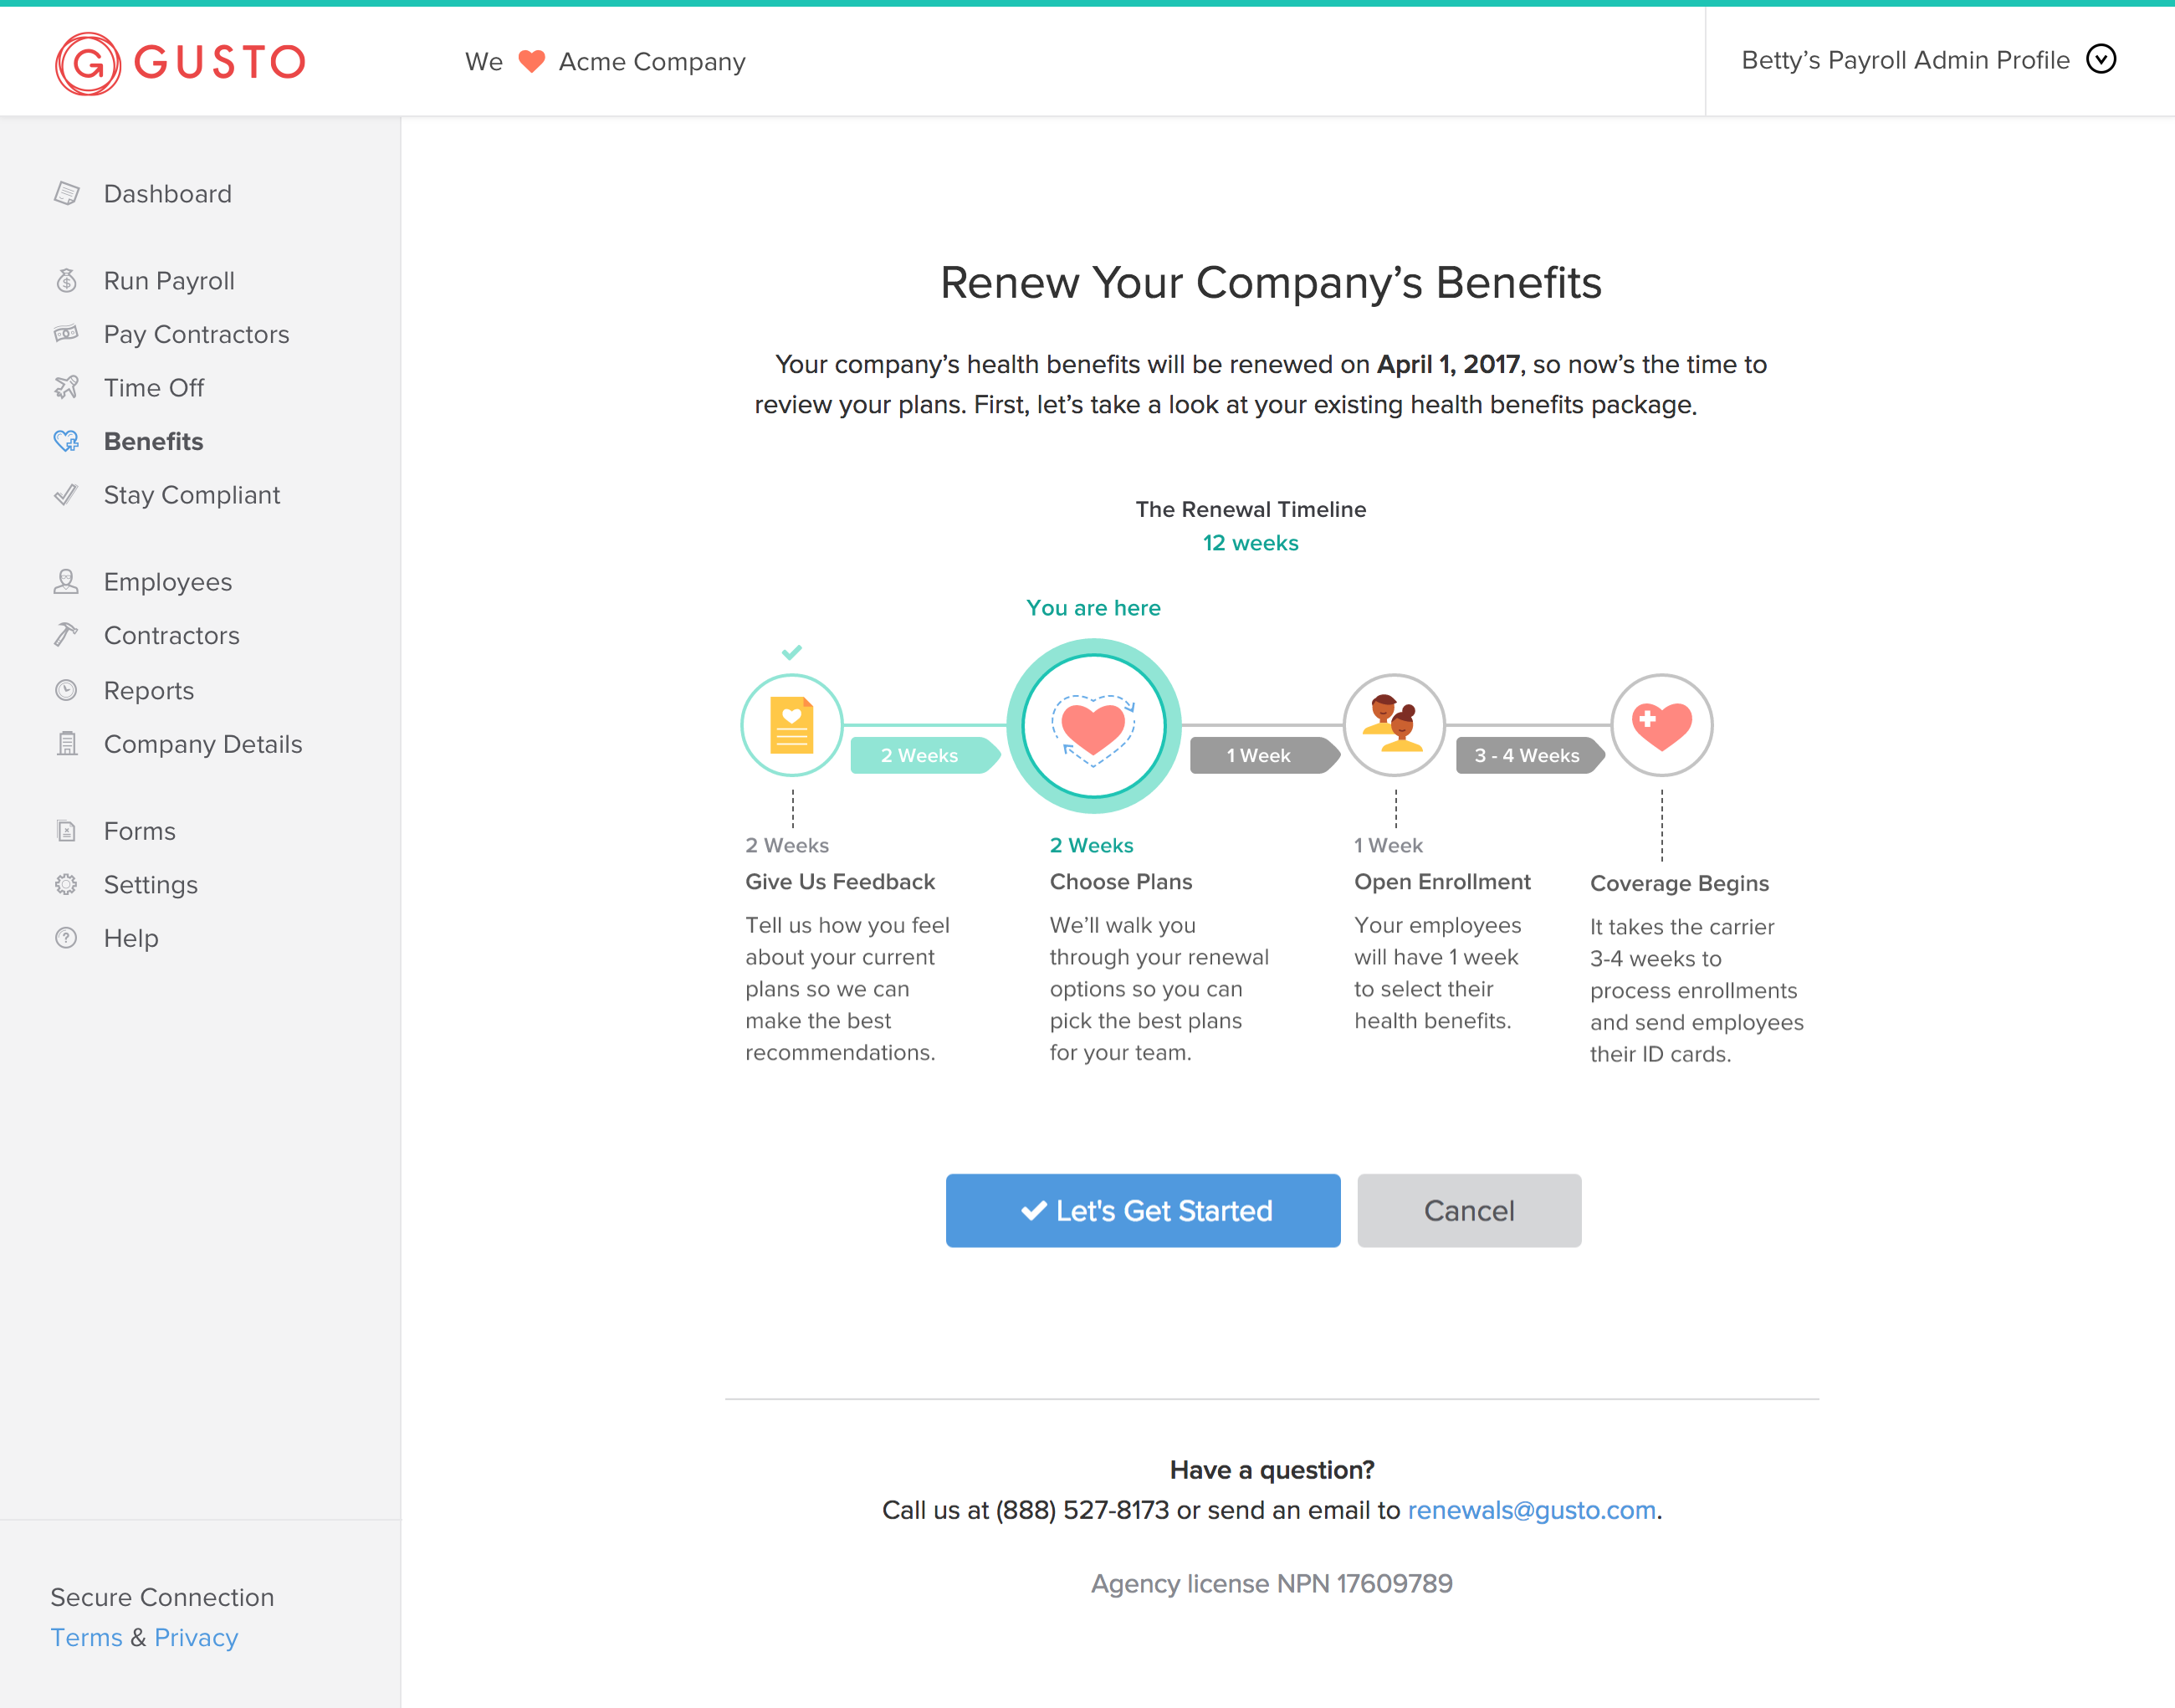 GUSTO
We Acme Company
Betty’s Payroll Admin Profile
Dashboard
Run Payroll
Pay Contractors
Time Off
Benefits
Stay Compliant
Employees
Contractors
Reports
Company Details
Forms
Settings
Help
Secure Connection
Terms & Privacy
Renew Your Company’s Benefits
Your company’s health benefits will be renewed on April 1, 2017, so now’s the time to
review your plans. First, let’s take a look at your existing health benefits package.
The Renewal Timeline
12 weeks
You are here
2 Weeks
1 Week
3 - 4 Weeks
2 Weeks
Give Us Feedback
Tell us how you feel
about your current
plans so we can
make the best
recommendations.
2 Weeks
Choose Plans
We’ll walk you
through your renewal
options so you can
pick the best plans
for your team.
1 Week
Open Enrollment
Your employees
will have 1 week
to select their
health benefits.
Coverage Begins
It takes the carrier
3-4 weeks to
process enrollments
and send employees
their ID cards.
Let's Get Started
Cancel
Have a question?
Call us at (888) 527-8173 or send an email to renewals@gusto.com.
Agency license NPN 17609789